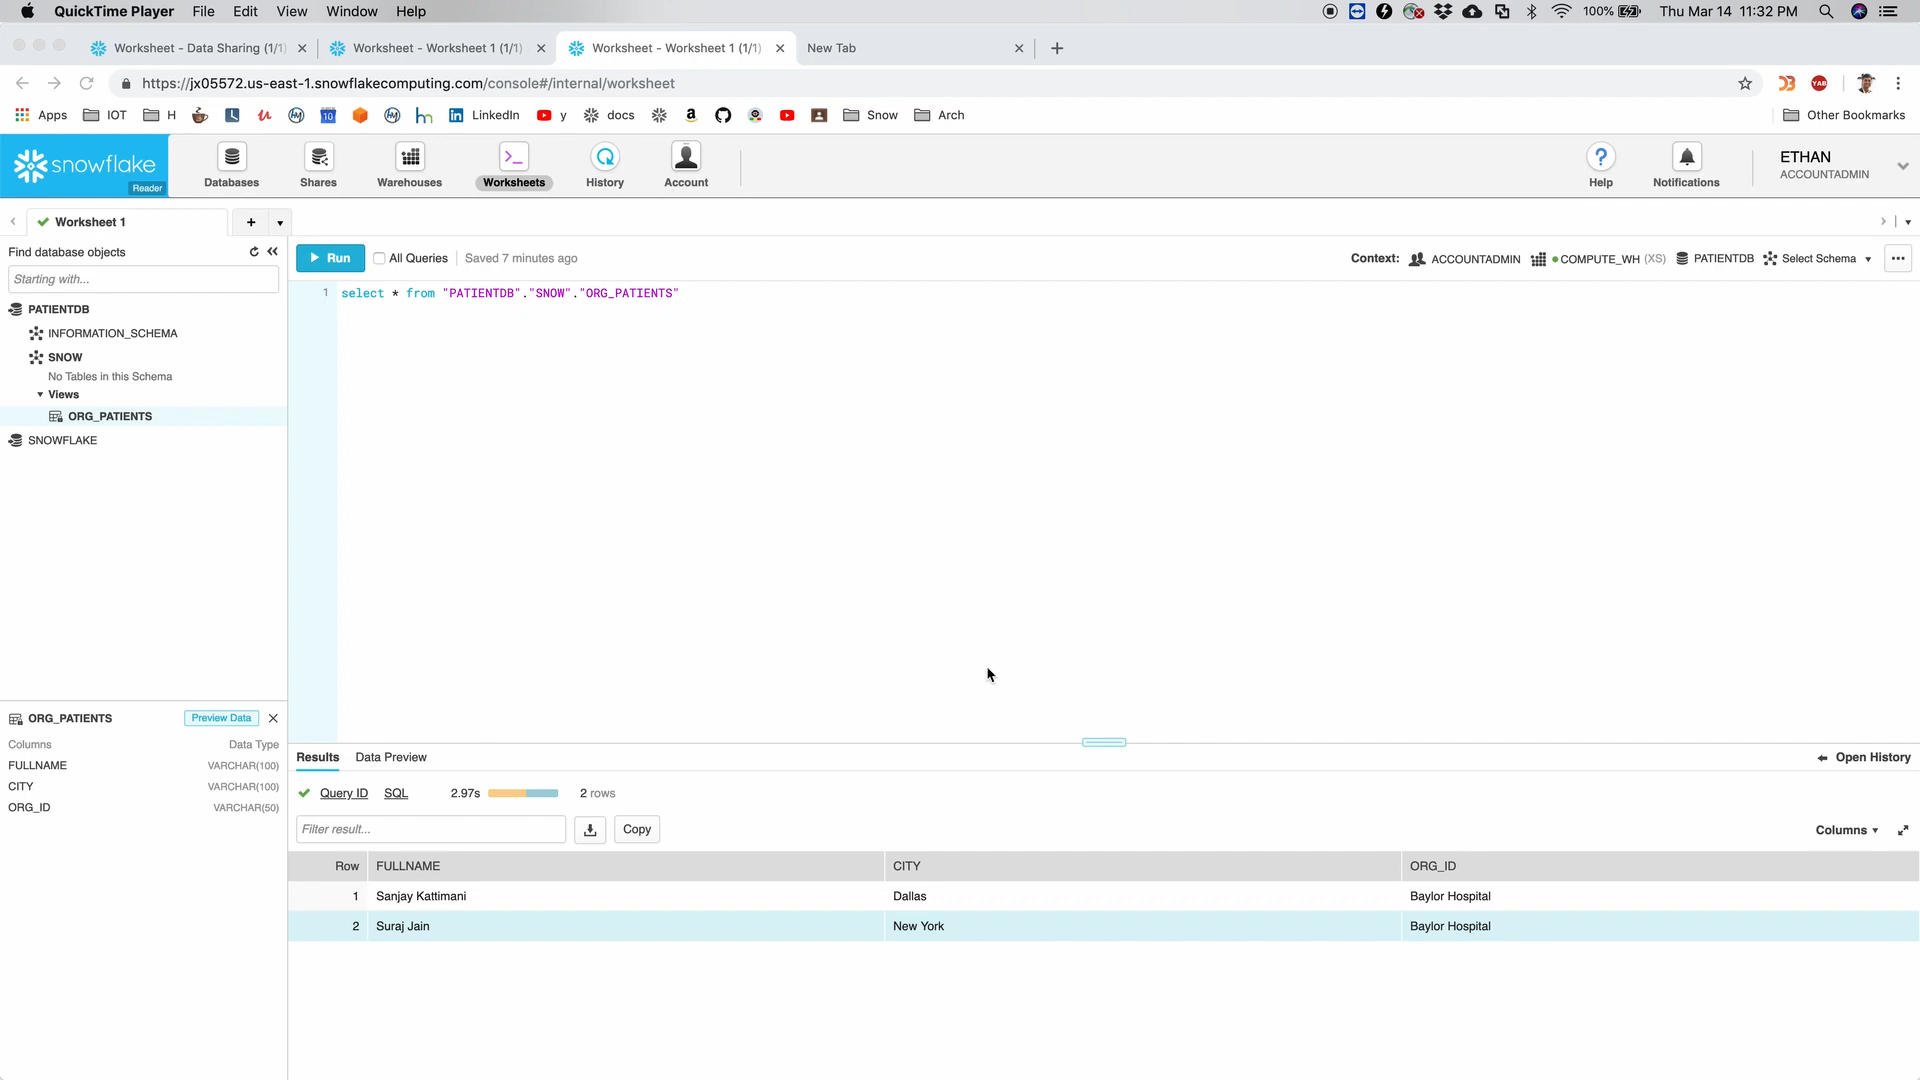 QuickTime Player File Edit View Window Help 100% Thu Mar 14 11:32 PM
Worksheet - Data Sharing (1/1) Worksheet - Worksheet 1 (1/1) Worksheet - Worksheet 1 (1/1) New Tab
https://jx05572.us-east-1.snowflakecomputing.com/console#/internal/worksheet YAB
Apps IOT H 10 LinkedIn y docs Snow Arch Other Bookmarks
snowflake
Reader
Databases Shares Warehouses Worksheets History Account Help Notifications
ETHAN
ACCOUNTADMIN
Worksheet 1
Find database objects
Starting with...
PATIENTDB
INFORMATION_SCHEMA
SNOW
No Tables in this Schema
Views
ORG_PATIENTS
SNOWFLAKE
Run All Queries Saved 7 minutes ago Context: ACCOUNTADMIN COMPUTE_WH (XS) PATIENTDB Select Schema
1 select * from "PATIENTDB"."SNOW"."ORG_PATIENTS"
ORG_PATIENTS Preview Data
Columns Data Type
FULLNAME VARCHAR(100)
CITY VARCHAR(100)
ORG_ID VARCHAR(50)
Results Data Preview Open History
Query ID SQL 2.97s 2 rows
Filter result... Copy Columns
Row FULLNAME CITY ORG_ID
1 Sanjay Kattimani Dallas Baylor Hospital
2 Suraj Jain New York Baylor Hospital